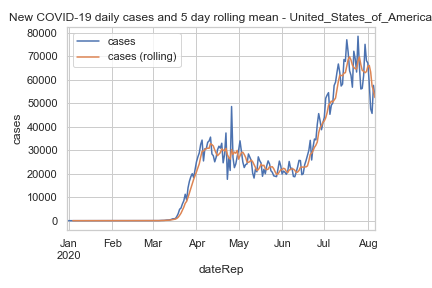 New COVID-19 daily cases and 5 day rolling mean - United_States_of_America
80000
70000
60000
50000
40000
30000
20000
10000
0
cases
cases
cases (rolling)
Jan Feb Mar Apr May Jun Jul Aug
2020
dateRep